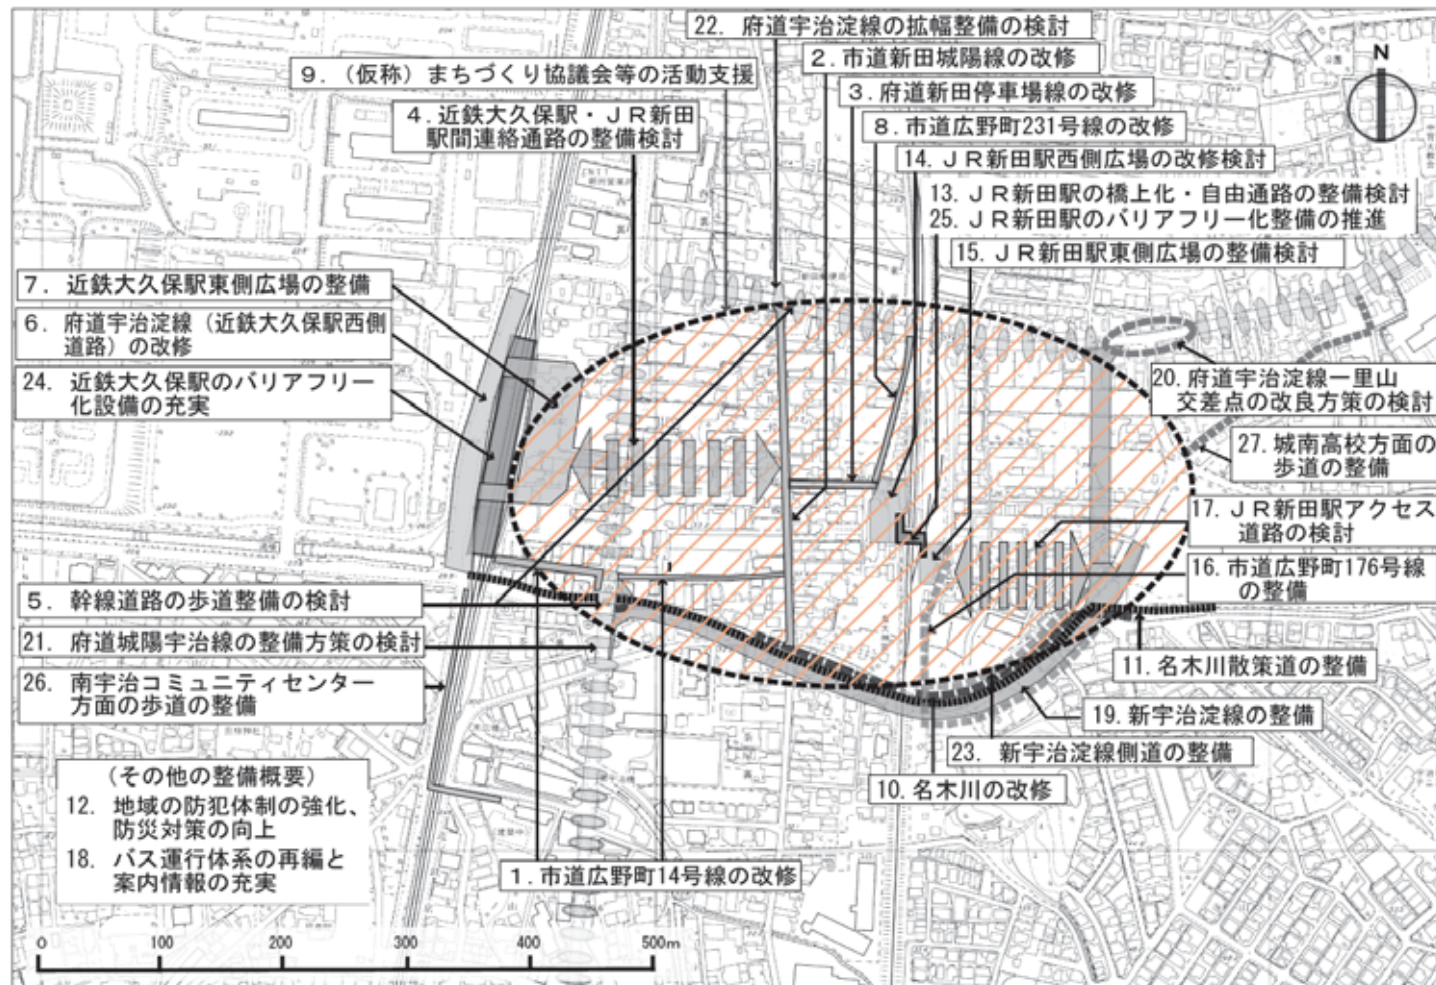 22. 府道宇治淀線の拡幅整備の検討
2. 市道新田城陽線の改修
9. （仮称）まちづくり協議会等の活動支援
3. 府道新田停車場線の改修
4. 近鉄大久保駅・ＪＲ新田
駅間連絡通路の整備検討
8. 市道広野町231号線の改修
14. ＪＲ新田駅西側広場の改修検討
13. ＪＲ新田駅の橋上化・自由通路の整備検討
25. ＪＲ新田駅のバリアフリー化整備の推進
15. ＪＲ新田駅東側広場の整備検討
N
7. 近鉄大久保駅東側広場の整備
6. 府道宇治淀線（近鉄大久保駅西側
道路）の改修
24. 近鉄大久保駅のバリアフリー
化設備の充実
20. 府道宇治淀線一里山
交差点の改良方策の検討
27. 城南高校方面の
歩道の整備
17. ＪＲ新田駅アクセス
道路の検討
16. 市道広野町176号線
の整備
5. 幹線道路の歩道整備の検討
21. 府道城陽宇治線の整備方策の検討
26. 南宇治コミュニティセンター
方面の歩道の整備
11. 名木川散策道の整備
19. 新宇治淀線の整備
23. 新宇治淀線側道の整備
10. 名木川の改修
（その他の整備概要）
12. 地域の防犯体制の強化、
防災対策の向上
18. バス運行体系の再編と
案内情報の充実
1. 市道広野町14号線の改修
0 100 200 300 400 500m